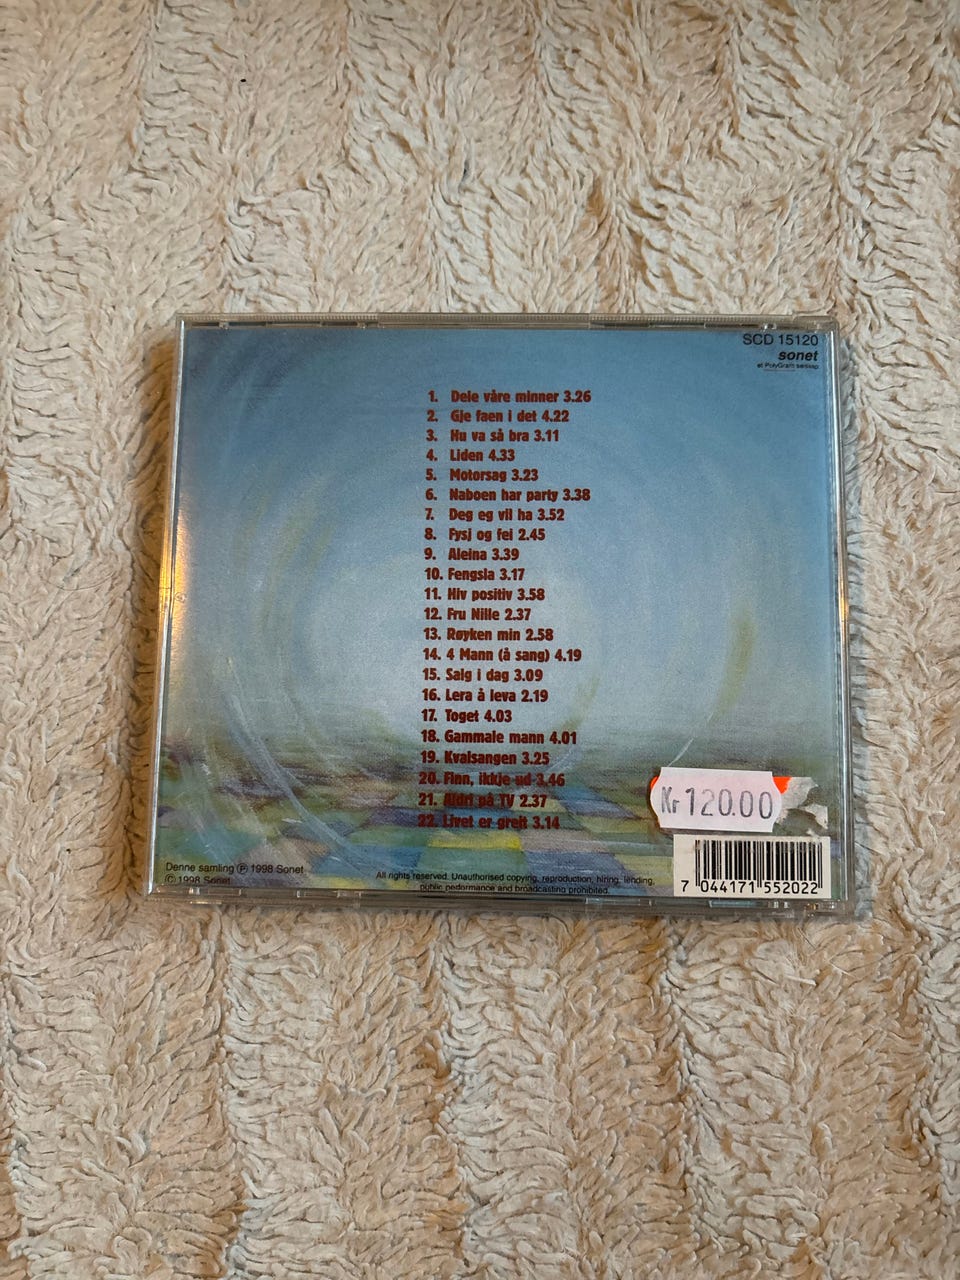 SCD 15120
sonet
et PolyGram selskap
1. Dele våre minner 3.26
2. Gje faen i det 4.22
3. Hu va så bra 3.11
4. Liden 4.33
5. Motorsag 3.23
6. Naboen har party 3.38
7. Deg eg vil ha 3.52
8. Fysj og fei 2.45
9. Aleina 3.39
10. Fengsla 3.17
11. Hiv positiv 3.58
12. Fru Nille 2.37
13. Røyken min 2.58
14. 4 Mann (å sang) 4.19
15. Salg i dag 3.09
16. Lera å leva 2.19
17. Toget 4.03
18. Gammale mann 4.01
19. Kvalsangen 3.25
20. Finn, ikkje ud 3.46
21. Aldri på TV 2.37
22. Livet er greit 3.14
Kr 120.00
Denne samling ℗ 1998 Sonet
© 1998 Sonet
All rights reserved. Unauthorised copying, reproduction, hiring, lending,
public performance and broadcasting prohibited.
7 044171 552022